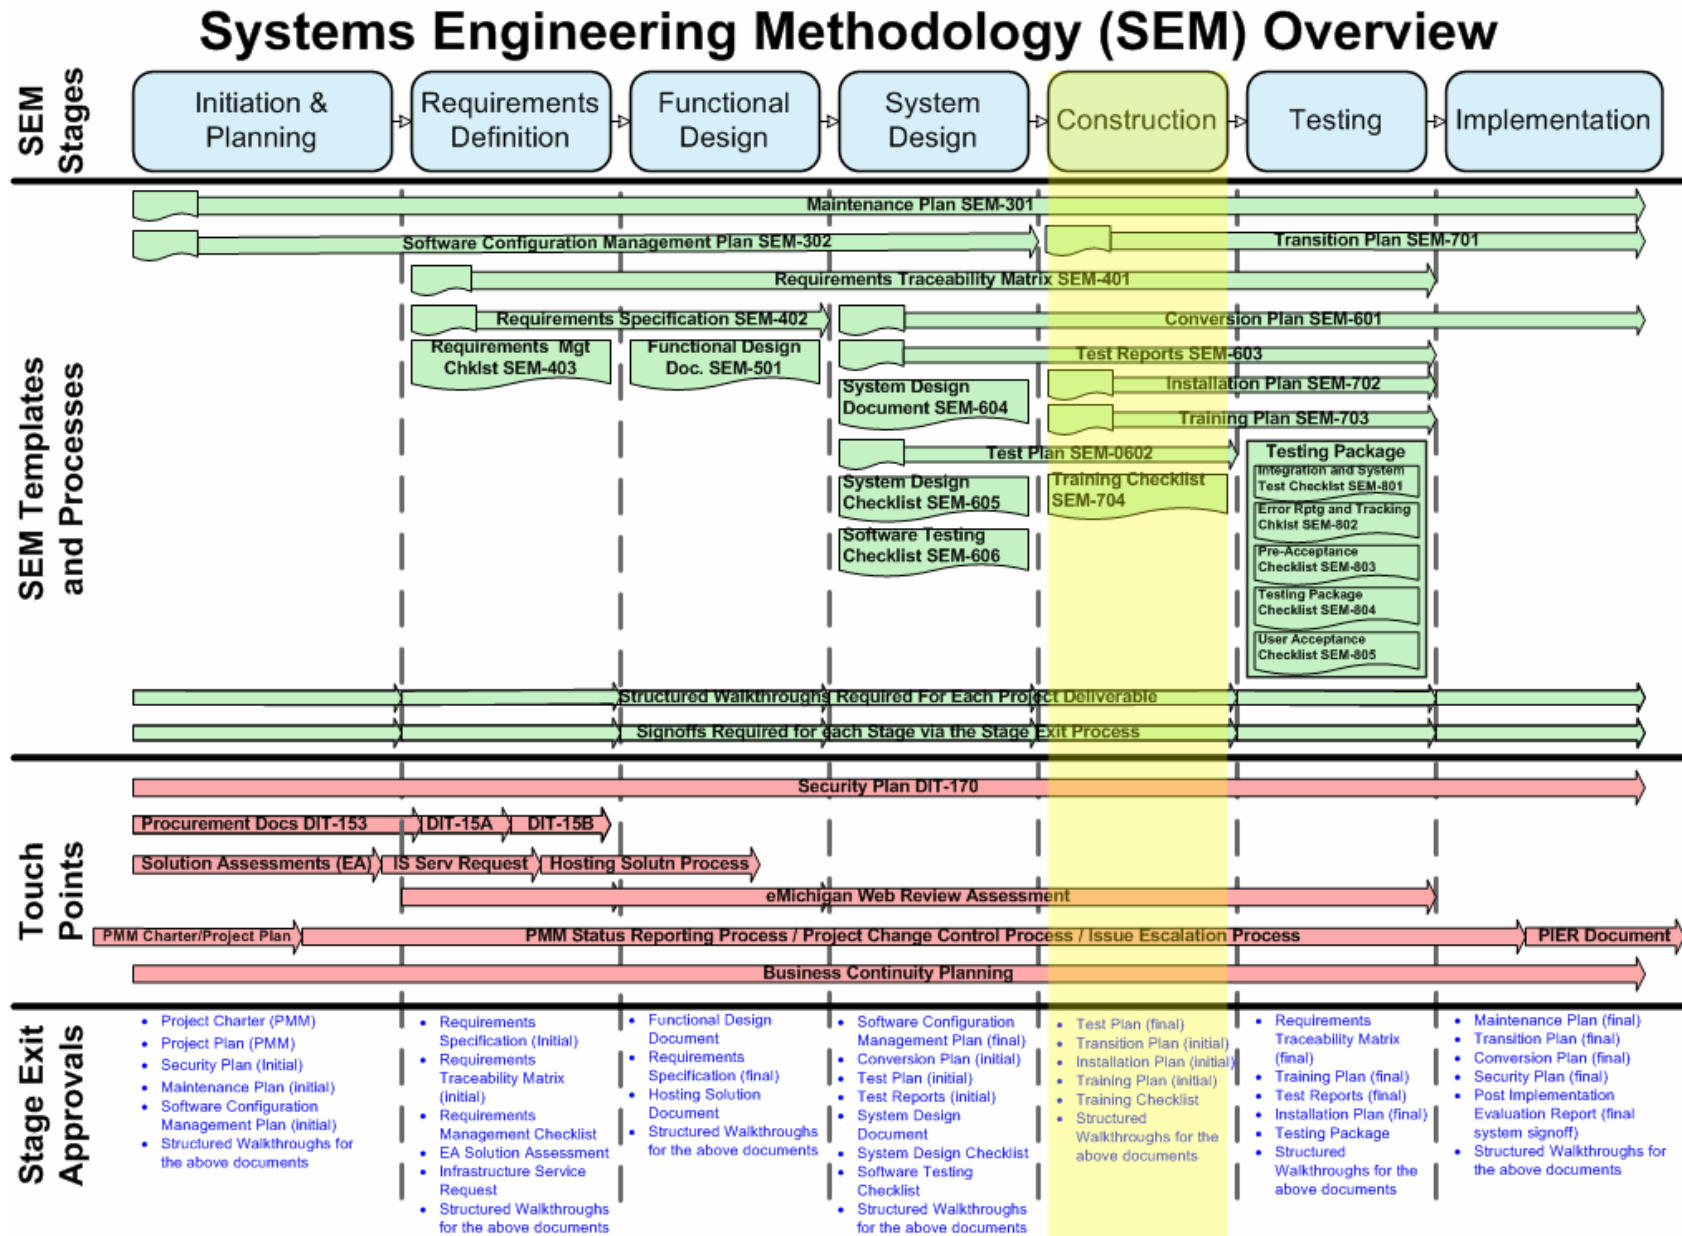 Systems Engineering Methodology (SEM) Overview
SEM
Stages
Initiation &
Planning
Requirements
Definition
Functional
Design
System
Design
Construction
Testing
Implementation
SEM Templates
and Processes
Maintenance Plan SEM-301
Software Configuration Management Plan SEM-302
Transition Plan SEM-701
Requirements Traceability Matrix SEM-401
Requirements Specification SEM-402
Conversion Plan SEM-601
Requirements Mgt
Chklst SEM-403
Functional Design
Doc. SEM-501
Test Reports SEM-603
System Design
Document SEM-604
Installation Plan SEM-702
Training Plan SEM-703
Test Plan SEM-0602
System Design
Checklist SEM-605
Training Checklist
SEM-704
Software Testing
Checklist SEM-606
Testing Package
Integration and System
Test Checklst SEM-801
Error Rptg and Tracking
Chklst SEM-802
Pre-Acceptance
Checklist SEM-803
Testing Package
Checklist SEM-804
User Acceptance
Checklist SEM-805
Structured Walkthroughs Required For Each Project Deliverable
Signoffs Required for each Stage via the Stage Exit Process
Touch
Points
Security Plan DIT-170
Procurement Docs DIT-153
DIT-15A
DIT-15B
Solution Assessments (EA)
IS Serv Request
Hosting Solutn Process
eMichigan Web Review Assessment
PMM Charter/Project Plan
PMM Status Reporting Process / Project Change Control Process / Issue Escalation Process
PIER Document
Business Continuity Planning
Stage Exit
Approvals
• Project Charter (PMM)
• Project Plan (PMM)
• Security Plan (Initial)
• Maintenance Plan (initial)
• Software Configuration
Management Plan (initial)
• Structured Walkthroughs for
the above documents
• Requirements
Specification (Initial)
• Requirements
Traceability Matrix
(initial)
• Requirements
Management Checklist
• EA Solution Assessment
• Infrastructure Service
Request
• Structured Walkthroughs
for the above documents
• Functional Design
Document
• Requirements
Specification (final)
• Hosting Solution
Document
• Structured Walkthroughs
for the above documents
• Software Configuration
Management Plan (final)
• Conversion Plan (initial)
• Test Plan (initial)
• Test Reports (initial)
• System Design
Document
• System Design Checklist
• Software Testing
Checklist
• Structured Walkthroughs
for the above documents
• Test Plan (final)
• Transition Plan (initial)
• Installation Plan (initial)
• Training Plan (initial)
• Training Checklist
• Structured
Walkthroughs for the
above documents
• Requirements
Traceability Matrix
(final)
• Training Plan (final)
• Test Reports (final)
• Installation Plan (final)
• Testing Package
• Structured
Walkthroughs for the
above documents
• Maintenance Plan (final)
• Transition Plan (final)
• Conversion Plan (final)
• Security Plan (final)
• Post Implementation
Evaluation Report (final
system signoff)
• Structured Walkthroughs for
the above documents